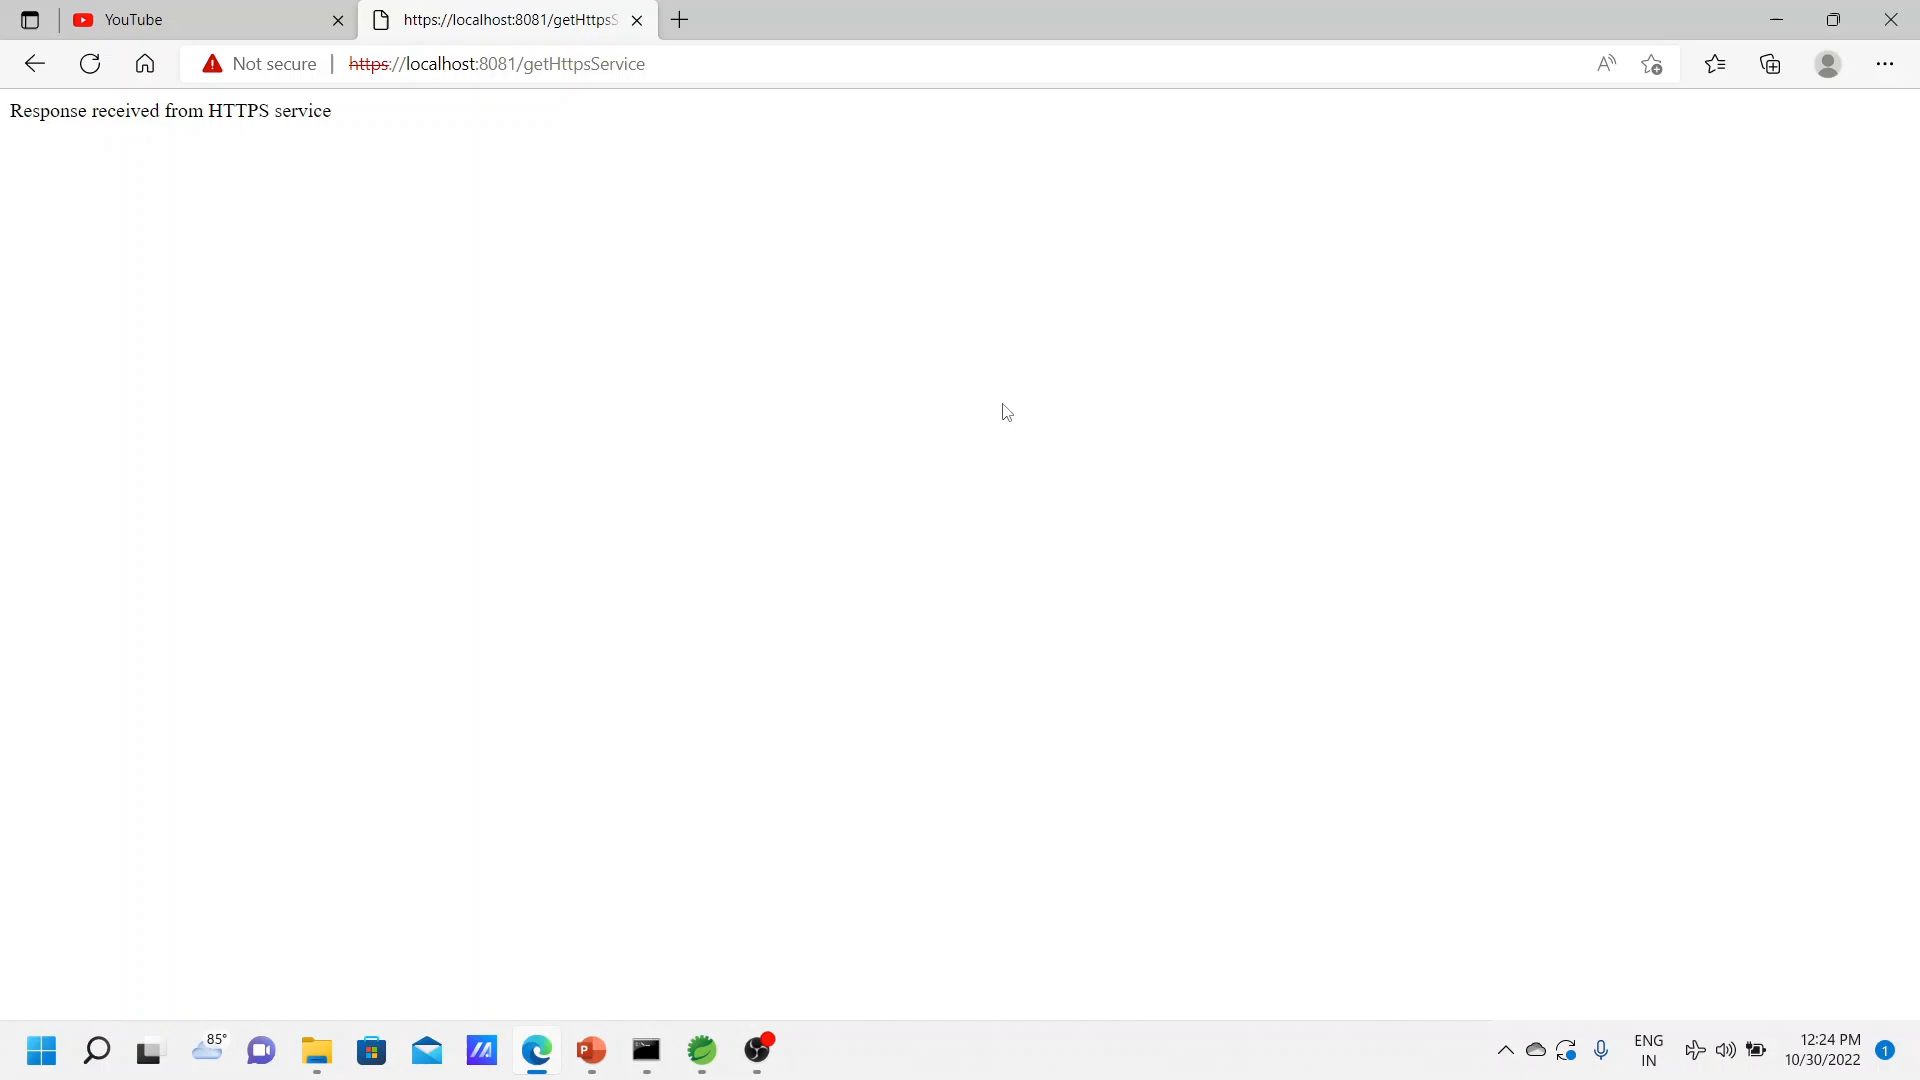 YouTube
https://localhost:8081/getHttpsS
Not secure
https://localhost:8081/getHttpsService
Response received from HTTPS service
85°
ENG
IN
12:24 PM
10/30/2022
1